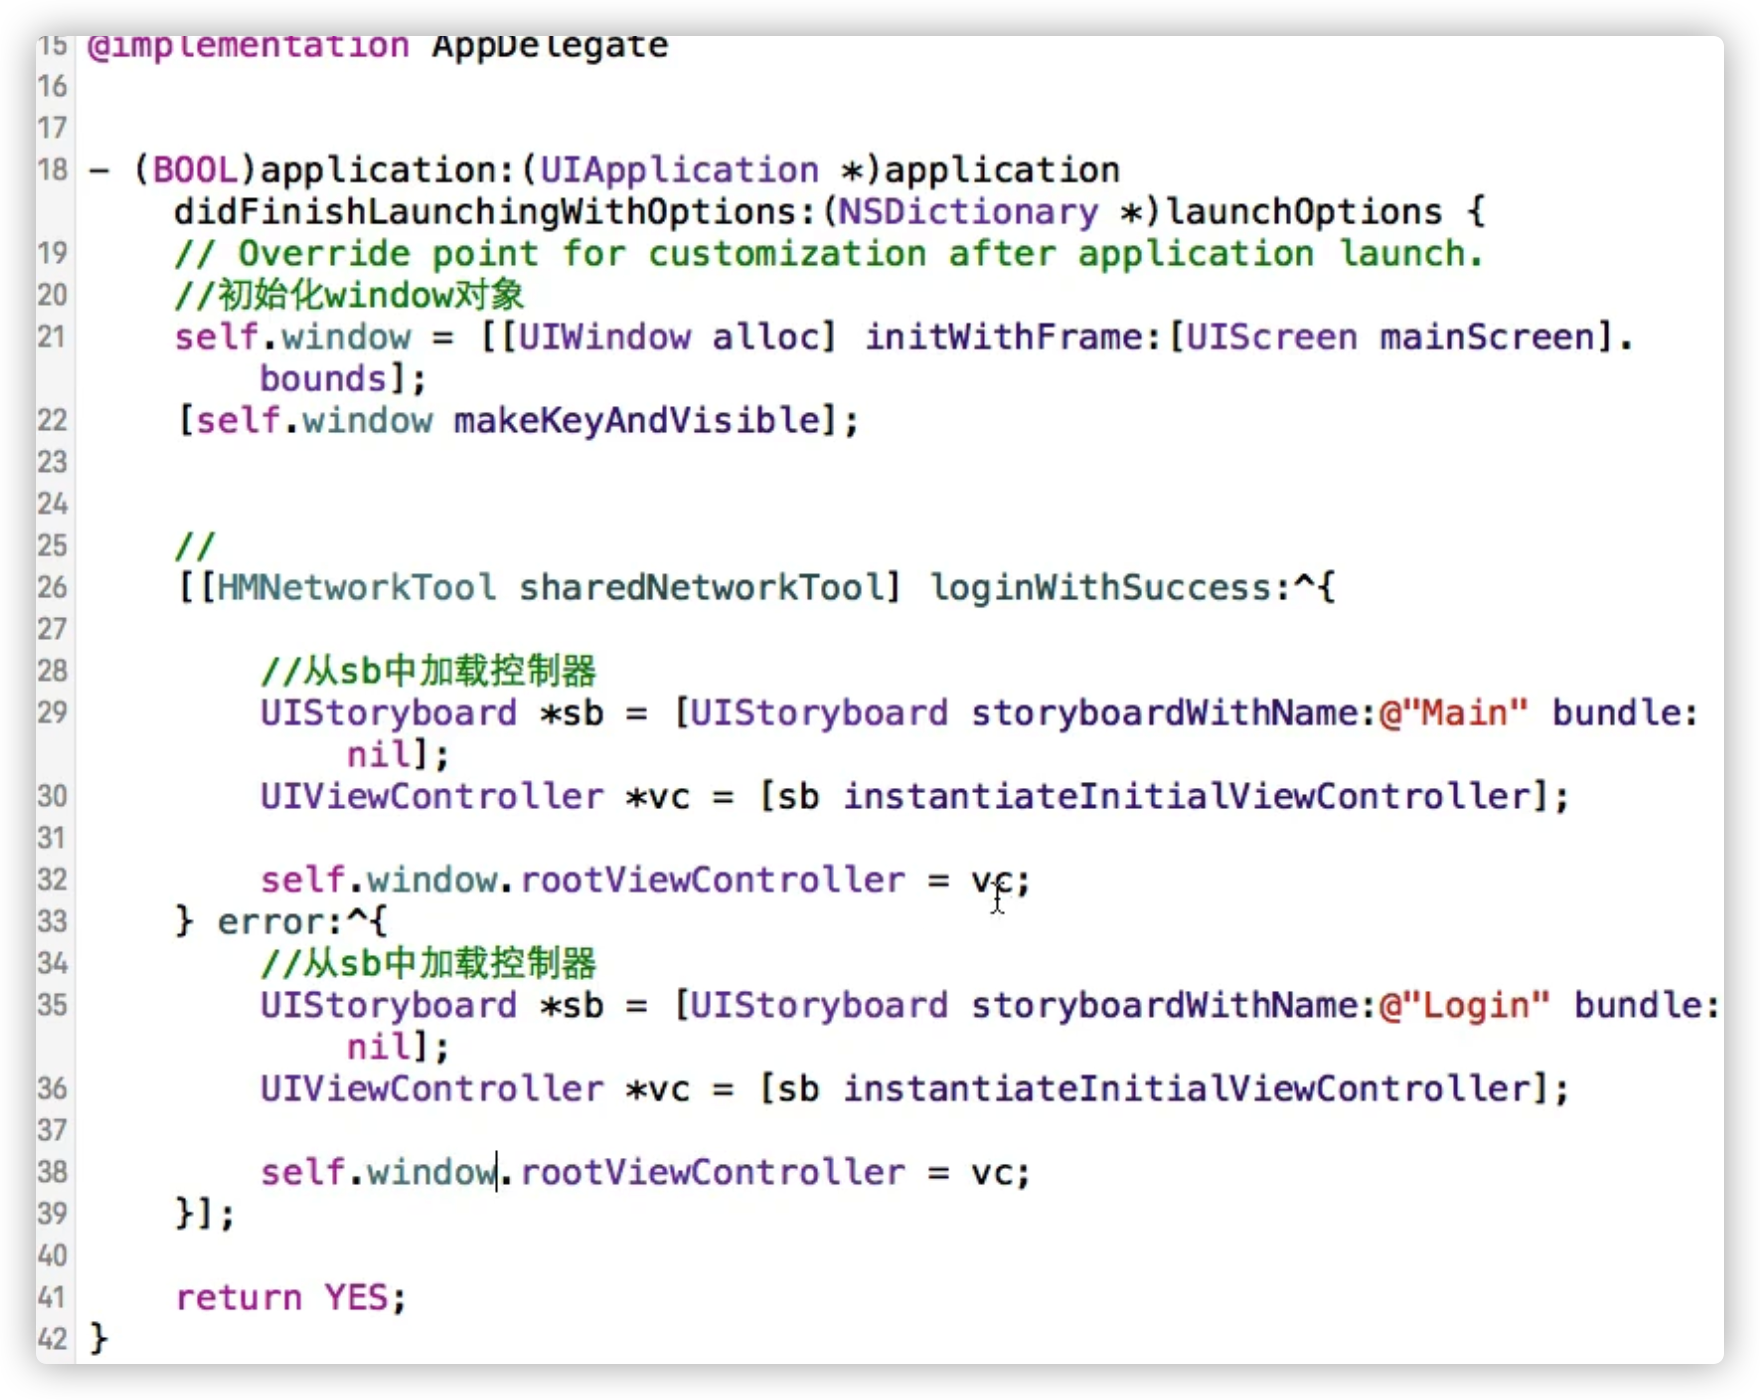 15 @implementation AppDelegate
16
17
18 - (BOOL)application:(UIApplication *)application
didFinishLaunchingWithOptions:(NSDictionary *)launchOptions {
19 // Override point for customization after application launch.
20 //初始化window对象
21 self.window = [[UIWindow alloc] initWithFrame:[UIScreen mainScreen].
bounds];
22 [self.window makeKeyAndVisible];
23
24
25 //
26 [[HMNetworkTool sharedNetworkTool] loginWithSuccess:^{
27
28 //从sb中加载控制器
29 UIStoryboard *sb = [UIStoryboard storyboardWithName:@"Main" bundle:
nil];
30 UIViewController *vc = [sb instantiateInitialViewController];
31
32 self.window.rootViewController = vc;
33 } error:^{
34 //从sb中加载控制器
35 UIStoryboard *sb = [UIStoryboard storyboardWithName:@"Login" bundle:
nil];
36 UIViewController *vc = [sb instantiateInitialViewController];
37
38 self.window.rootViewController = vc;
39 }];
40
41 return YES;
42 }